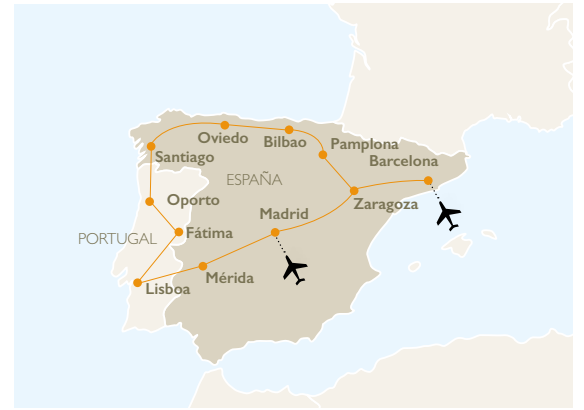 Oviedo
Bilbao
Pamplona
Santiago
Barcelona
ESPAÑA
Oporto
Zaragoza
Madrid
Fátima
PORTUGAL
Mérida
Lisboa